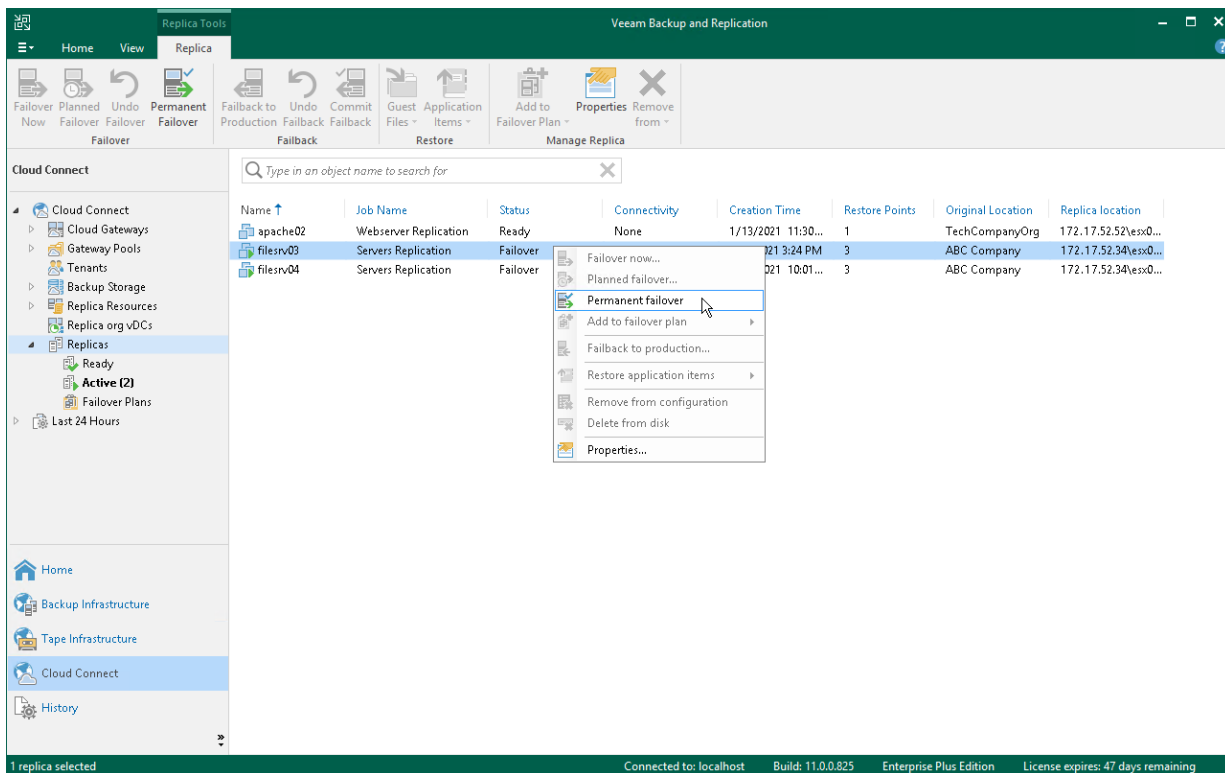 Replica Tools
Veeam Backup and Replication
Home View Replica
Failover Now
Planned Failover
Undo Failover
Permanent Failover
Failback to Production
Undo Failback
Commit Failback
Guest Files
Application Items
Add to Failover Plan
Properties
Remove from
Failover Failback Restore Manage Replica
Cloud Connect
Type in an object name to search for
Cloud Connect
Cloud Gateways
Gateway Pools
Tenants
Backup Storage
Replica Resources
Replica org vDCs
Replicas
Ready
Active (2)
Failover Plans
Last 24 Hours
Name Job Name Status Connectivity Creation Time Restore Points Original Location Replica location
apache02 Webserver Replication Ready None 1/13/2021 11:30... 1 TechCompanyOrg 172.17.52.52\esx0...
filesrv03 Servers Replication Failover 021 3:24 PM 3 ABC Company 172.17.52.34\esx0...
filesrv04 Servers Replication Failover 021 10:01... 3 ABC Company 172.17.52.34\esx0...
Failover now...
Planned failover...
Permanent failover
Add to failover plan
Failback to production...
Restore application items
Remove from configuration
Delete from disk
Properties...
Home
Backup Infrastructure
Tape Infrastructure
Cloud Connect
History
1 replica selected
Connected to: localhost Build: 11.0.0.825 Enterprise Plus Edition License expires: 47 days remaining